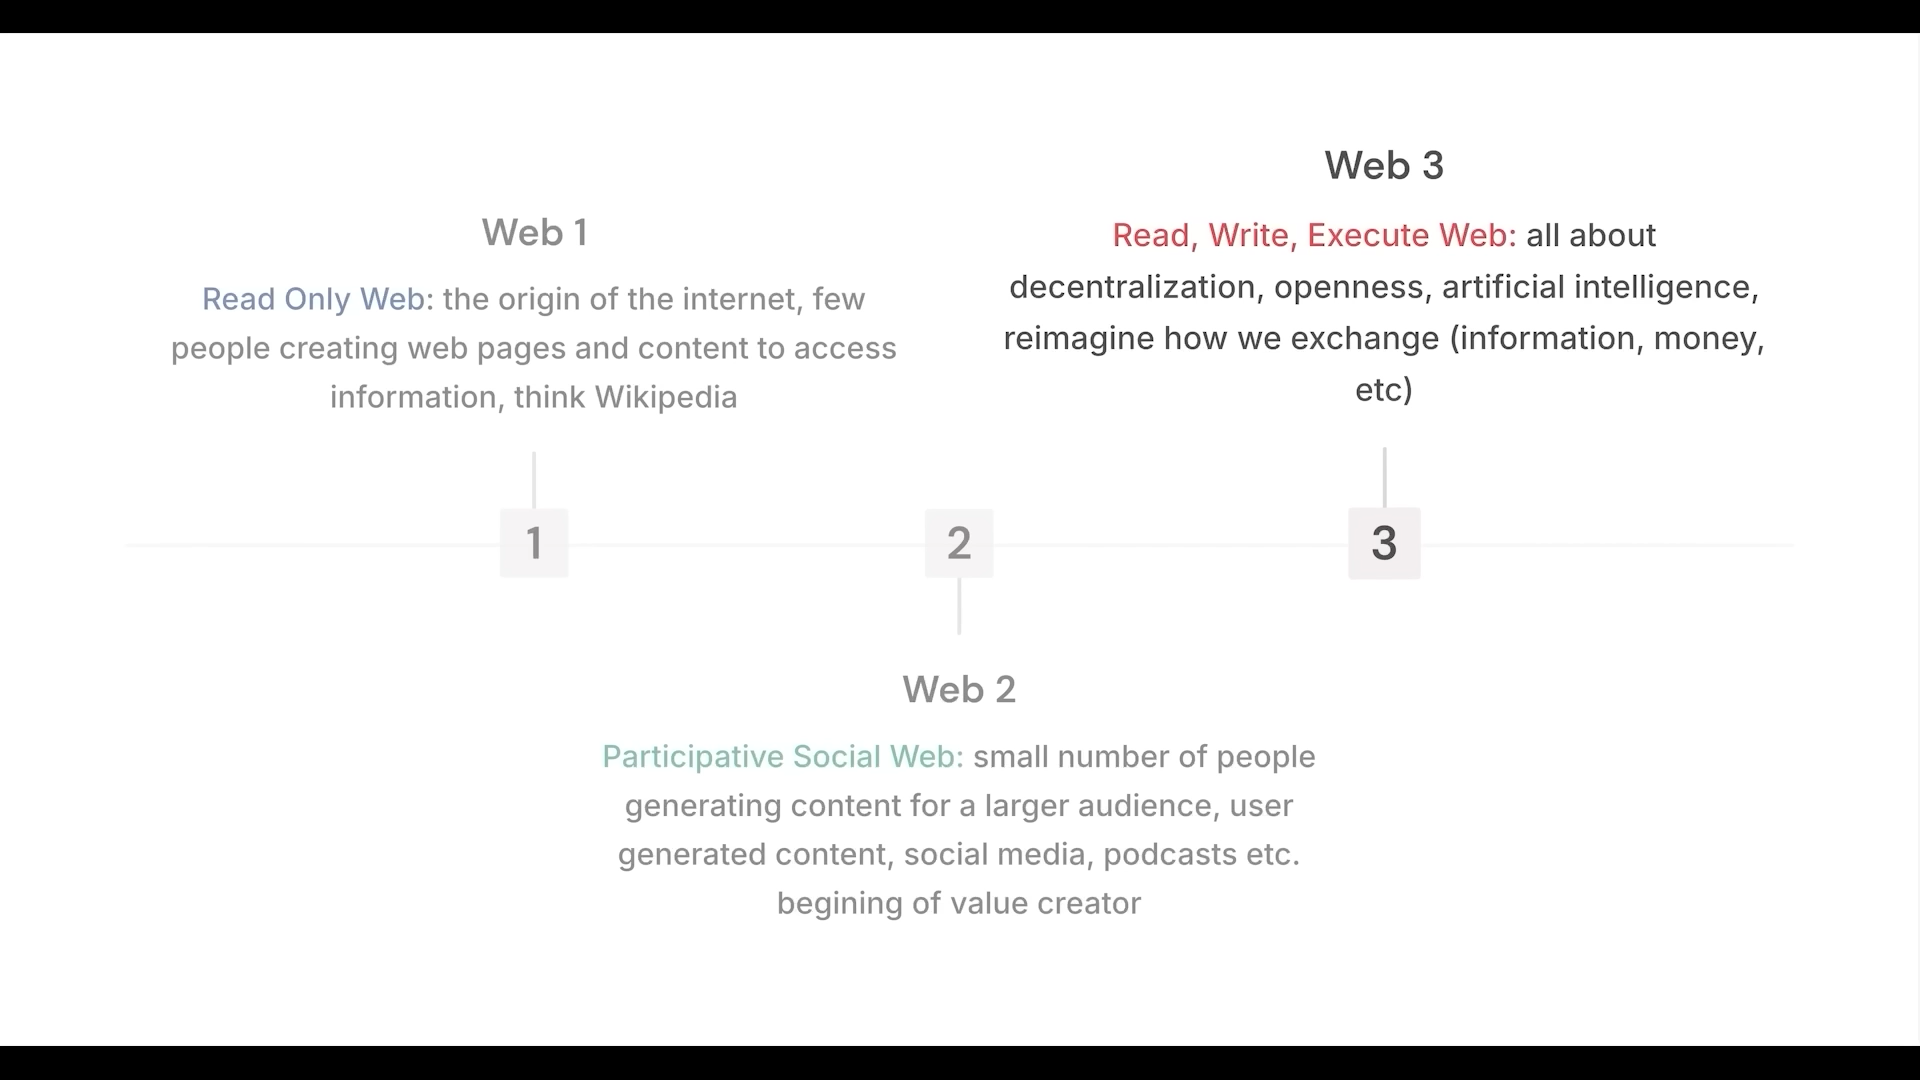 Web 1
Read Only Web: the origin of the internet, few
people creating web pages and content to access
information, think Wikipedia
Web 3
Read, Write, Execute Web: all about
decentralization, openness, artificial intelligence,
reimagine how we exchange (information, money,
etc)
1
2
3
Web 2
Participative Social Web: small number of people
generating content for a larger audience, user
generated content, social media, podcasts etc.
begining of value creator